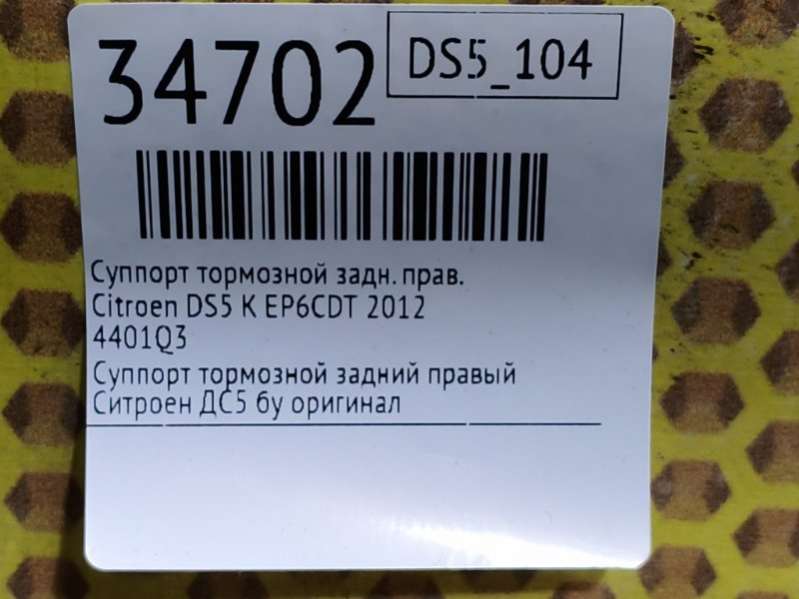 34702
DS5_104
Суппорт тормозной задн. прав.
Citroen DS5 K EP6CDT 2012
4401Q3
Суппорт тормозной задний правый
Ситроен ДС5 бу оригинал